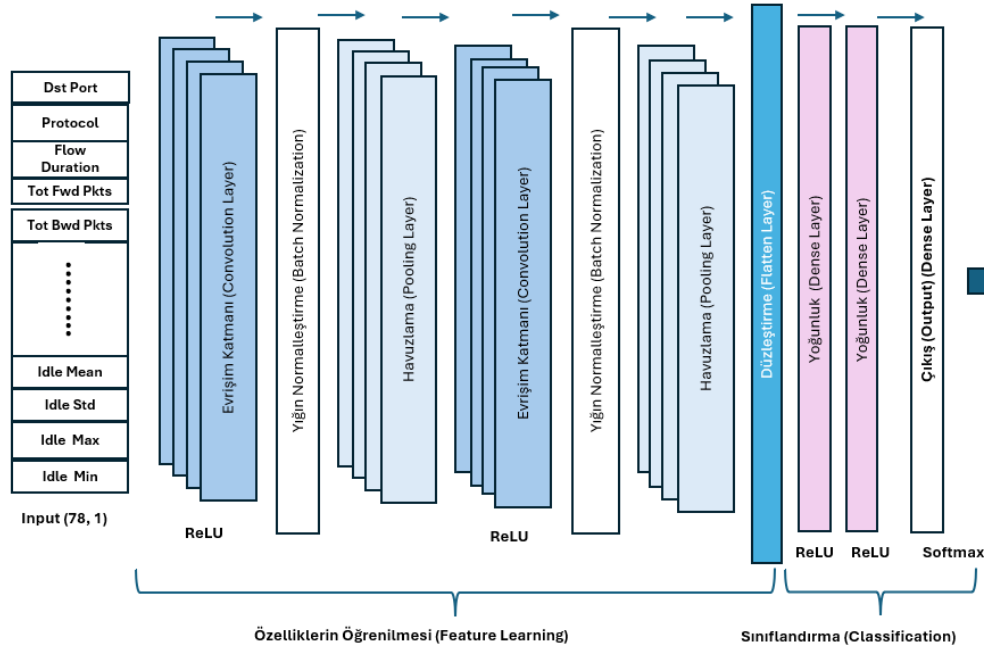 Dst Port
Protocol
Flow
Duration
Tot Fwd Pkts
Tot Bwd Pkts
Idle Mean
Idle Std
Idle Max
Idle Min
Input (78, 1)
Evrişim Katmanı (Convolution Layer)
ReLU
Yığın Normalleştirme (Batch Normalization)
Havuzlama (Pooling Layer)
Evrişim Katmanı (Convolution Layer)
ReLU
Yığın Normalleştirme (Batch Normalization)
Havuzlama (Pooling Layer)
Düzleştirme (Flatten Layer)
Yoğunluk (Dense Layer)
ReLU
Yoğunluk (Dense Layer)
ReLU
Çıkış (Output) (Dense Layer)
Softmax
Özelliklerin Öğrenilmesi (Feature Learning)
Sınıflandırma (Classification)